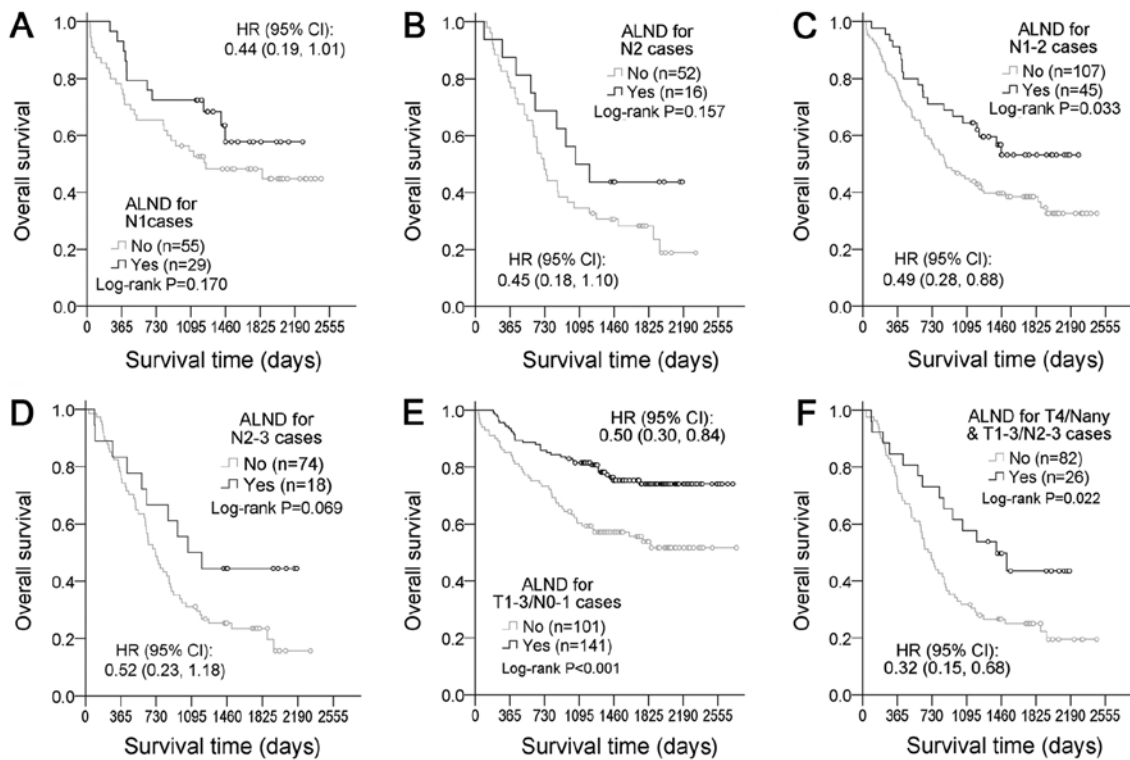 A
HR (95% CI):
0.44 (0.19, 1.01)
Overall survival
1.0
0.8
0.6
0.4
0.2
0.0
ALND for
N1cases
No (n=55)
Yes (n=29)
Log-rank P=0.170
0 365 730 1095 1460 1825 2190 2555
Survival time (days)
B
ALND for
N2 cases
No (n=52)
Yes (n=16)
Log-rank P=0.157
Overall survival
1.0
0.8
0.6
0.4
0.2
0.0
HR (95% CI):
0.45 (0.18, 1.10)
0 365 730 1095 1460 1825 2190 2555
Survival time (days)
C
ALND for
N1-2 cases
No (n=107)
Yes (n=45)
Log-rank P=0.033
Overall survival
1.0
0.8
0.6
0.4
0.2
0.0
HR (95% CI):
0.49 (0.28, 0.88)
0 365 730 1095 1460 1825 2190 2555
Survival time (days)
D
ALND for
N2-3 cases
No (n=74)
Yes (n=18)
Log-rank P=0.069
Overall survival
1.0
0.8
0.6
0.4
0.2
0.0
HR (95% CI):
0.52 (0.23, 1.18)
0 365 730 1095 1460 1825 2190 2555
Survival time (days)
E
HR (95% CI):
0.50 (0.30, 0.84)
Overall survival
1.0
0.8
0.6
0.4
0.2
0.0
ALND for
T1-3/N0-1 cases
No (n=101)
Yes (n=141)
Log-rank P<0.001
0 365 730 1095 1460 1825 2190 2555
Survival time (days)
F
ALND for T4/Nany
& T1-3/N2-3 cases
No (n=82)
Yes (n=26)
Log-rank P=0.022
Overall survival
1.0
0.8
0.6
0.4
0.2
0.0
HR (95% CI):
0.32 (0.15, 0.68)
0 365 730 1095 1460 1825 2190 2555
Survival time (days)